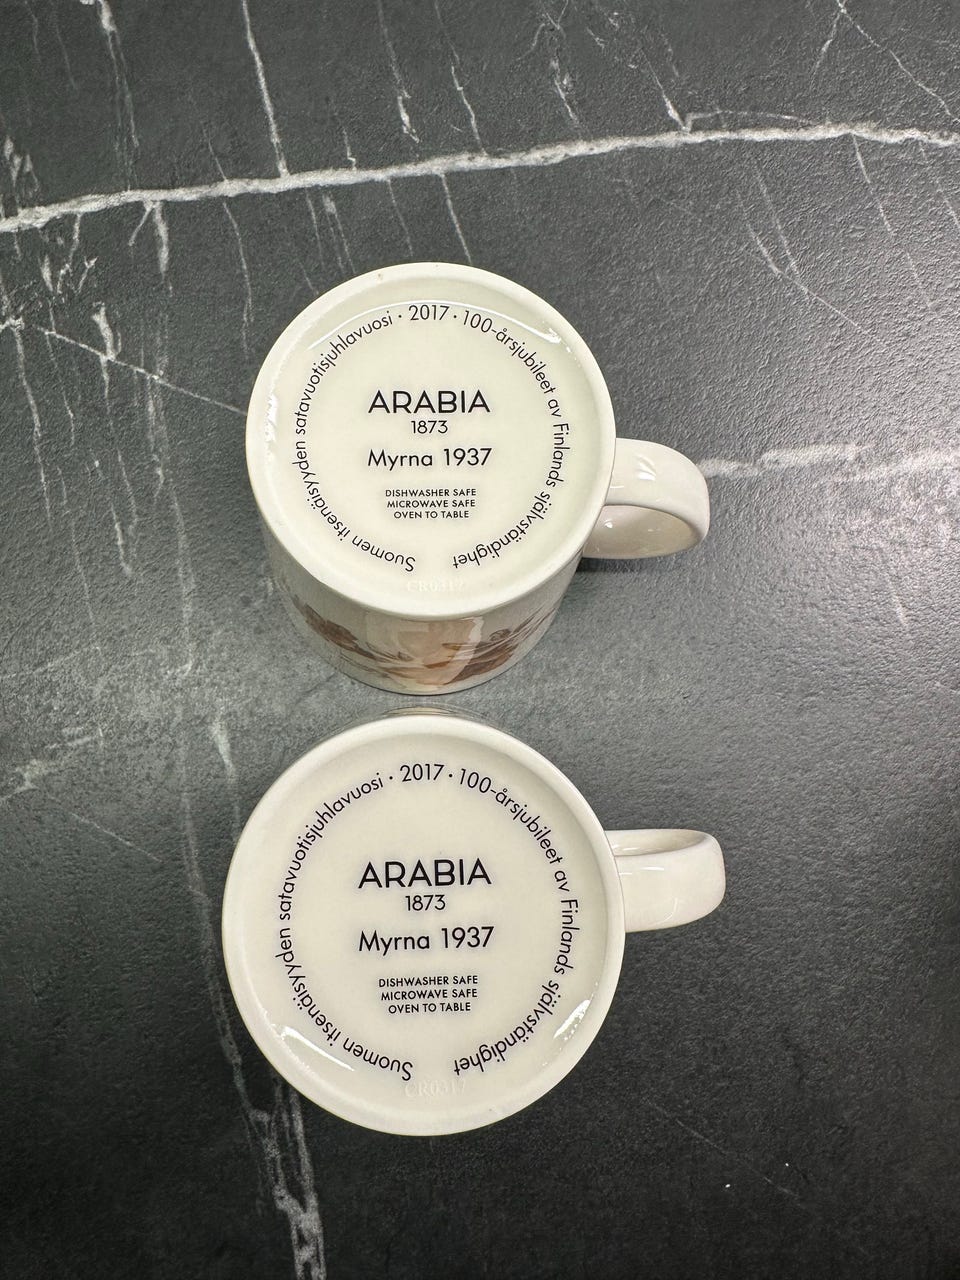 Suomen itsenäisyyden satavuotisjuhlavuosi · 2017 · 100-årsjubileet av Finlands självständighet
ARABIA
1873
Myrna 1937
DISHWASHER SAFE
MICROWAVE SAFE
OVEN TO TABLE
CR0317
Suomen itsenäisyyden satavuotisjuhlavuosi · 2017 · 100-årsjubileet av Finlands självständighet
ARABIA
1873
Myrna 1937
DISHWASHER SAFE
MICROWAVE SAFE
OVEN TO TABLE
CR0317